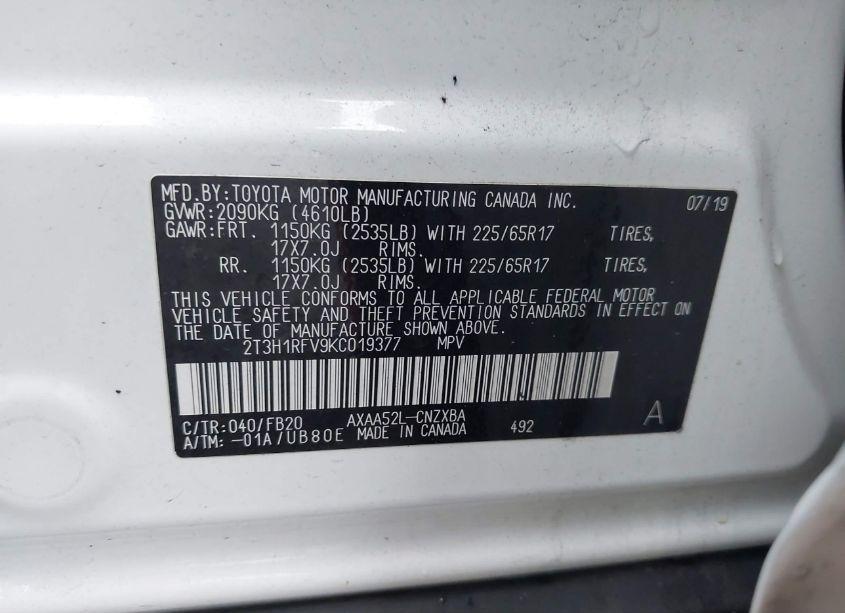 MFD.BY:TOYOTA MOTOR MANUFACTURING CANADA INC. 07/19
GVWR:2090KG (4610LB)
GAWR:FRT. 1150KG (2535LB) WITH 225/65R17 TIRES,
17X7.0J RIMS.
RR. 1150KG (2535LB) WITH 225/65R17 TIRES,
17X7.0J RIMS.
THIS VEHICLE CONFORMS TO ALL APPLICABLE FEDERAL MOTOR
VEHICLE SAFETY AND THEFT PREVENTION STANDARDS IN EFFECT ON
THE DATE OF MANUFACTURE SHOWN ABOVE.
2T3H1RFV9KC019377 MPV
C/TR:040/FB20 AXAA52L-CNZXBA A
A/TM: -01A/UB80E MADE IN CANADA 492